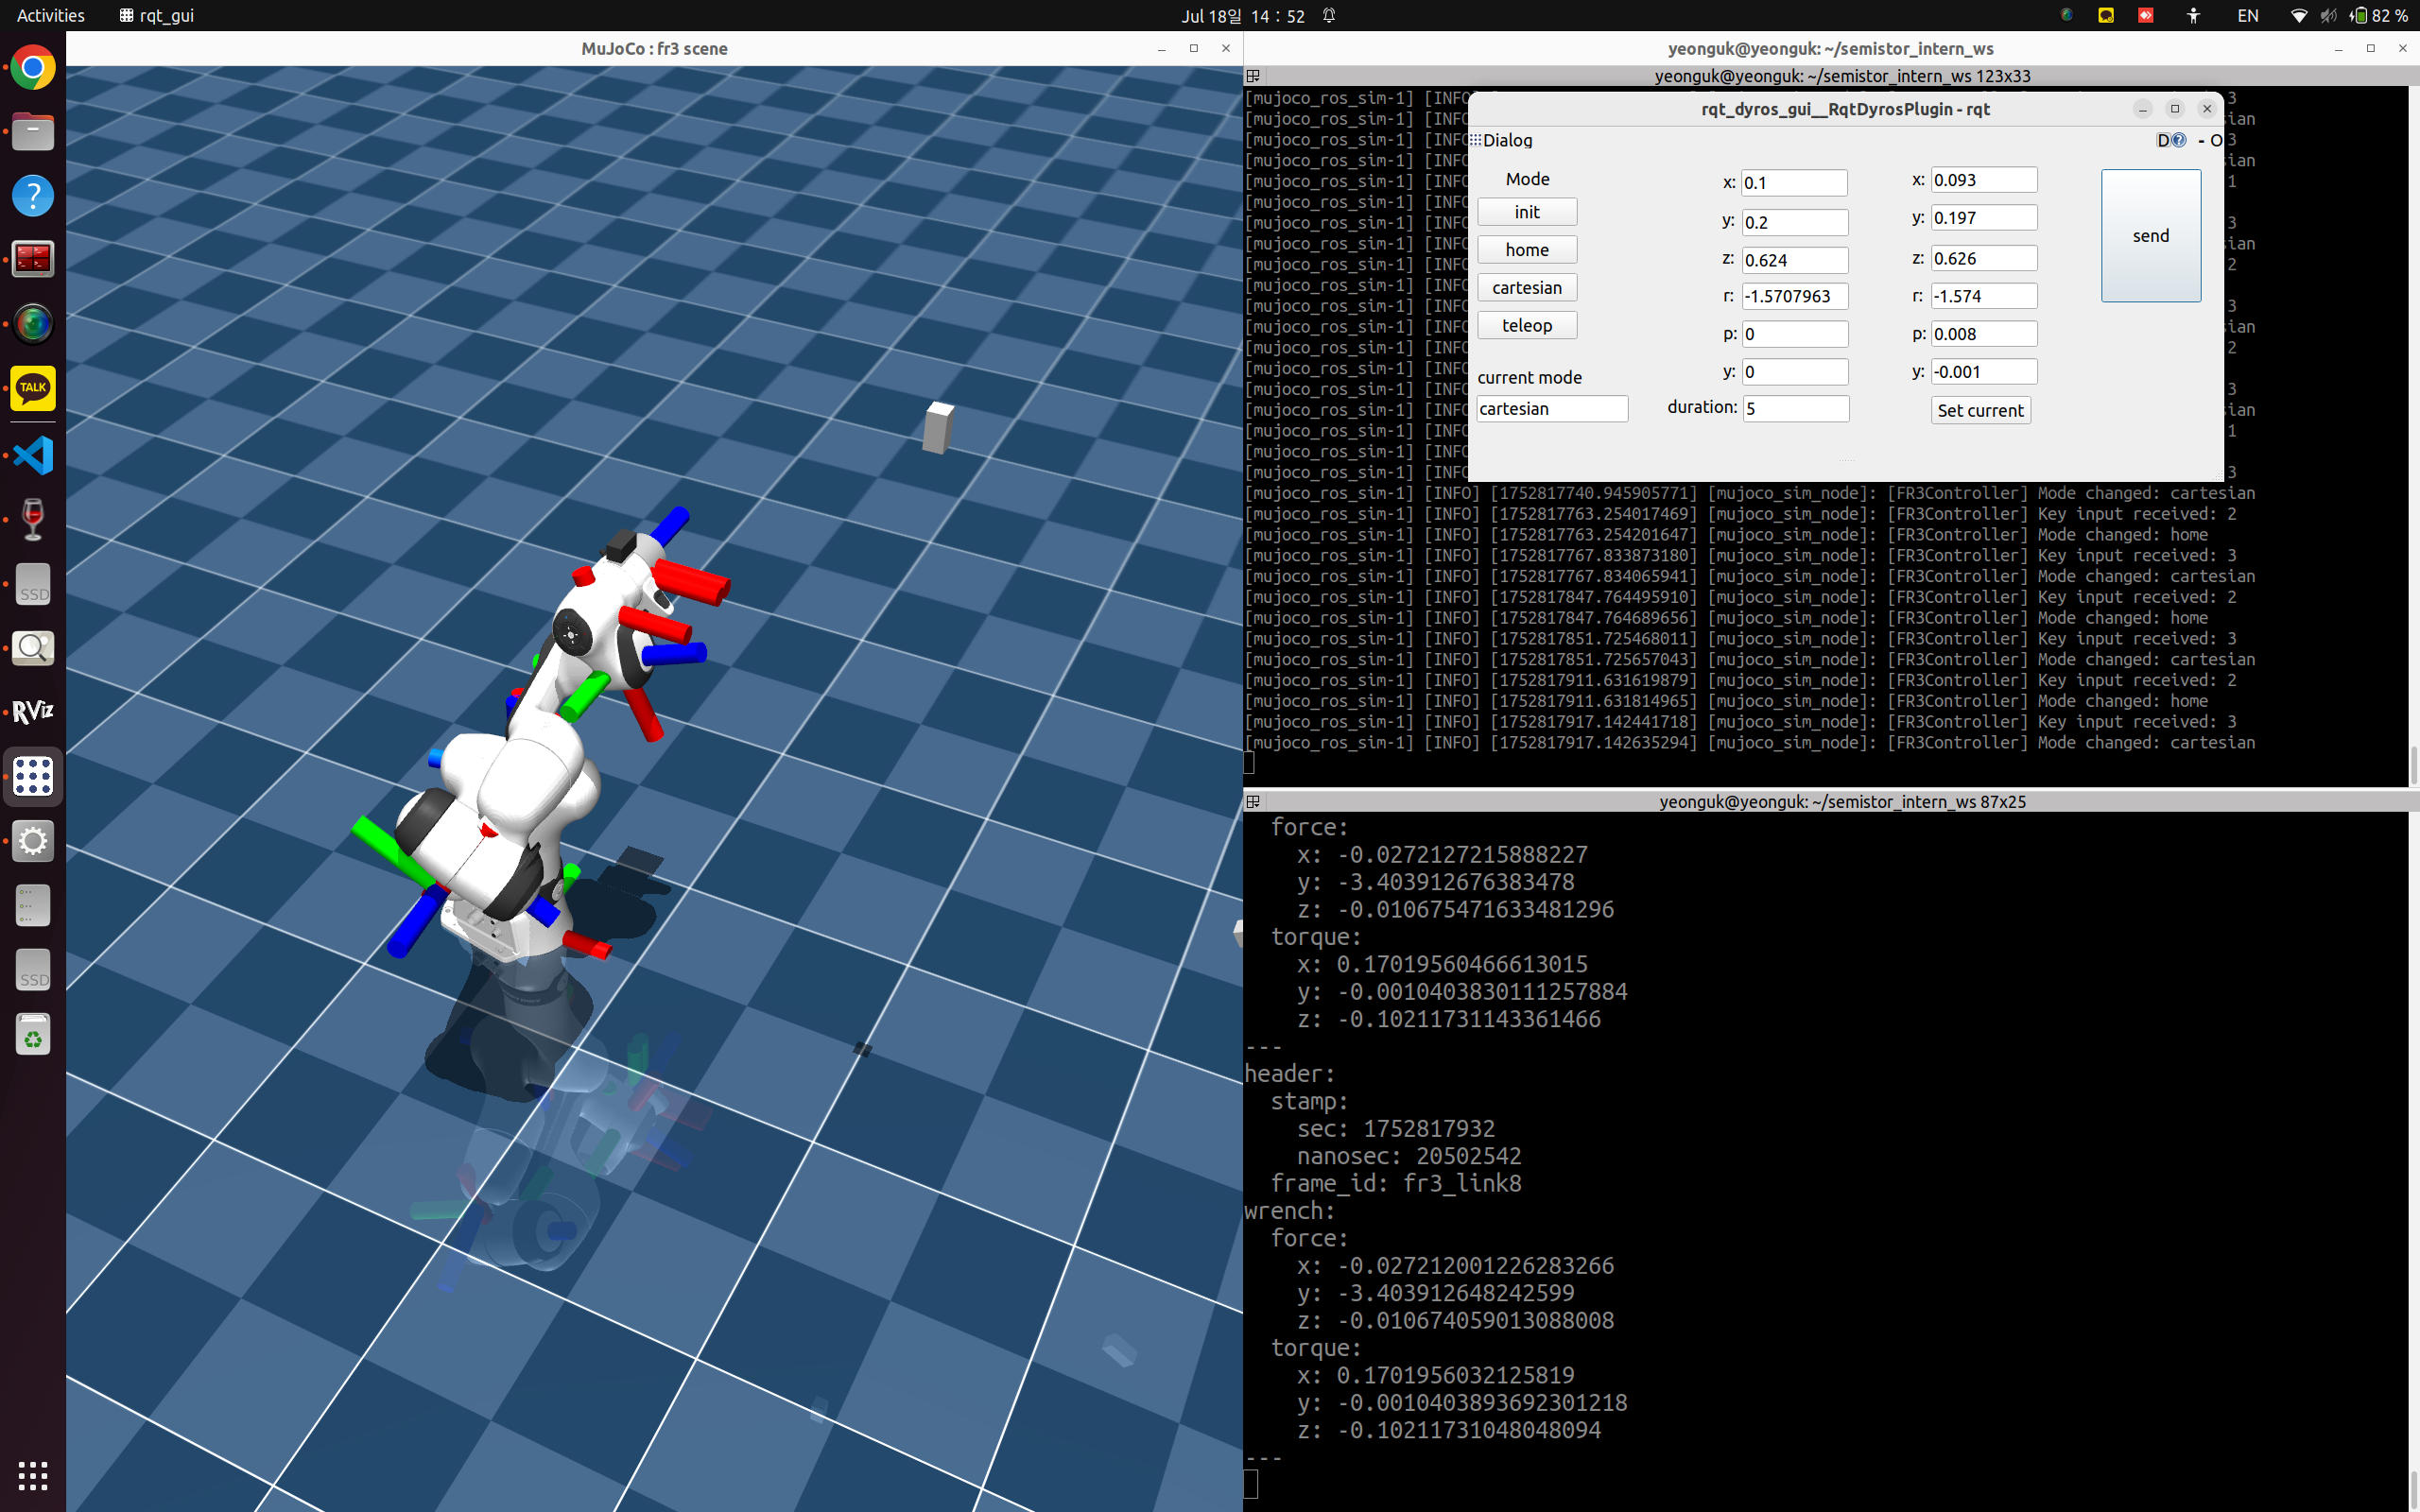 Activities
rqt_gui
Jul 18일 14 : 52
EN
82 %
MuJoCo : fr3 scene
yeonguk@yeonguk: ~/semistor_intern_ws
yeonguk@yeonguk: ~/semistor_intern_ws 123x33
[mujoco_ros_sim-1] [INFO 3
[mujoco_ros_sim-1] [INFO sian
[mujoco_ros_sim-1] [INFO 3
[mujoco_ros_sim-1] [INFO sian
[mujoco_ros_sim-1] [INFO 1
[mujoco_ros_sim-1] [INFO
[mujoco_ros_sim-1] [INFO 3
[mujoco_ros_sim-1] [INFO sian
[mujoco_ros_sim-1] [INFO 2
[mujoco_ros_sim-1] [INFO
[mujoco_ros_sim-1] [INFO 3
[mujoco_ros_sim-1] [INFO sian
[mujoco_ros_sim-1] [INFO 2
[mujoco_ros_sim-1] [INFO
[mujoco_ros_sim-1] [INFO 3
[mujoco_ros_sim-1] [INFO sian
[mujoco_ros_sim-1] [INFO 1
[mujoco_ros_sim-1] [INFO
[mujoco_ros_sim-1] [INFO 3
[mujoco_ros_sim-1] [INFO] [1752817740.945905771] [mujoco_sim_node]: [FR3Controller] Mode changed: cartesian
[mujoco_ros_sim-1] [INFO] [1752817763.254017469] [mujoco_sim_node]: [FR3Controller] Key input received: 2
[mujoco_ros_sim-1] [INFO] [1752817763.254201647] [mujoco_sim_node]: [FR3Controller] Mode changed: home
[mujoco_ros_sim-1] [INFO] [1752817767.833873180] [mujoco_sim_node]: [FR3Controller] Key input received: 3
[mujoco_ros_sim-1] [INFO] [1752817767.834065941] [mujoco_sim_node]: [FR3Controller] Mode changed: cartesian
[mujoco_ros_sim-1] [INFO] [1752817847.764495910] [mujoco_sim_node]: [FR3Controller] Key input received: 2
[mujoco_ros_sim-1] [INFO] [1752817847.764689656] [mujoco_sim_node]: [FR3Controller] Mode changed: home
[mujoco_ros_sim-1] [INFO] [1752817851.725468011] [mujoco_sim_node]: [FR3Controller] Key input received: 3
[mujoco_ros_sim-1] [INFO] [1752817851.725657043] [mujoco_sim_node]: [FR3Controller] Mode changed: cartesian
[mujoco_ros_sim-1] [INFO] [1752817911.631619879] [mujoco_sim_node]: [FR3Controller] Key input received: 2
[mujoco_ros_sim-1] [INFO] [1752817911.631814965] [mujoco_sim_node]: [FR3Controller] Mode changed: home
[mujoco_ros_sim-1] [INFO] [1752817917.142441718] [mujoco_sim_node]: [FR3Controller] Key input received: 3
[mujoco_ros_sim-1] [INFO] [1752817917.142635294] [mujoco_sim_node]: [FR3Controller] Mode changed: cartesian
rqt_dyros_gui__RqtDyrosPlugin - rqt
Dialog
D - O
Mode
init
home
cartesian
teleop
current mode
cartesian
x: 0.1
y: 0.2
z: 0.624
r: -1.5707963
p: 0
y: 0
duration: 5
x: 0.093
y: 0.197
z: 0.626
r: -1.574
p: 0.008
y: -0.001
Set current
send
yeonguk@yeonguk: ~/semistor_intern_ws 87x25
force:
x: -0.0272127215888227
y: -3.403912676383478
z: -0.010675471633481296
torque:
x: 0.17019560466613015
y: -0.0010403830111257884
z: -0.10211731143361466
---
header:
stamp:
sec: 1752817932
nanosec: 20502542
frame_id: fr3_link8
wrench:
force:
x: -0.027212001226283266
y: -3.403912648242599
z: -0.010674059013088008
torque:
x: 0.1701956032125819
y: -0.0010403893692301218
z: -0.10211731048048094
---
TALK
SSD
RViz
SSD